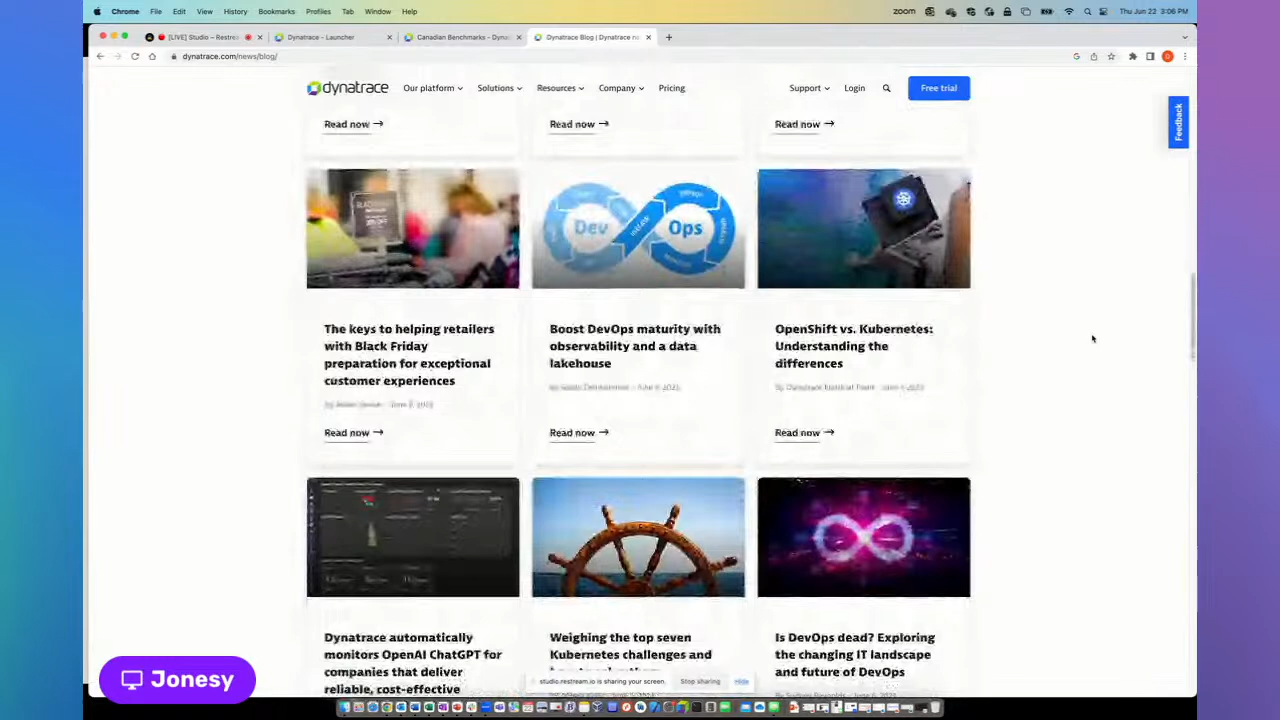 Chrome File Edit View History Bookmarks Profiles Tab Window Help
zoom Thu Jun 22 3:06 PM
[LIVE] Studio – Restre
Dynatrace - Launcher
Canadian Benchmarks - Dyna
Dynatrace Blog | Dynatrace ne
dynatrace.com/news/blog/
dynatrace Our platform Solutions Resources Company Pricing Support Login Free trial
Feedback
Read now → Read now → Read now →
Dev Ops
The keys to helping retailers
with Black Friday
preparation for exceptional
customer experiences
Read now →
Boost DevOps maturity with
observability and a data
lakehouse
Read now →
OpenShift vs. Kubernetes:
Understanding the
differences
Read now →
Dynatrace automatically
monitors OpenAI ChatGPT for
companies that deliver
reliable, cost-effective
Weighing the top seven
Kubernetes challenges and
Is DevOps dead? Exploring
the changing IT landscape
and future of DevOps
studio.restream.io is sharing your screen. Stop sharing Hide
Jonesy